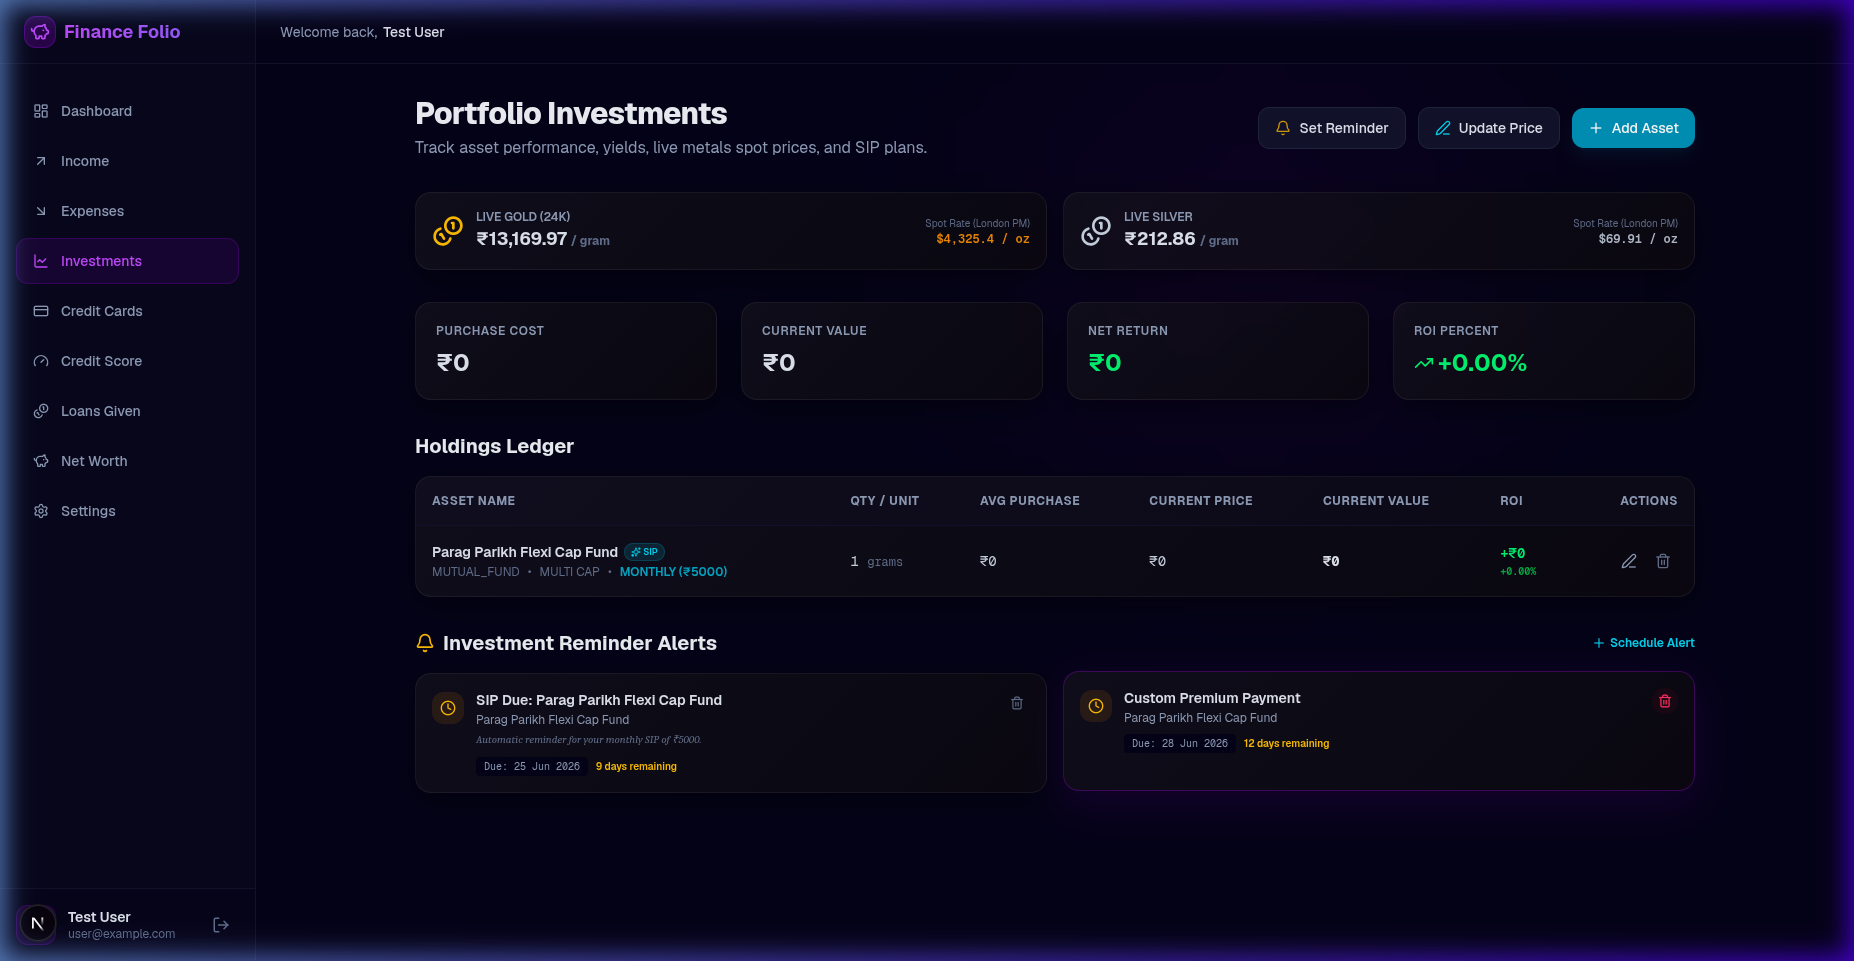 Finance Folio
Welcome back, Test User
Dashboard
Income
Expenses
Investments
Credit Cards
Credit Score
Loans Given
Net Worth
Settings
Portfolio Investments
Track asset performance, yields, live metals spot prices, and SIP plans.
Set Reminder
Update Price
Add Asset
LIVE GOLD (24K)
₹13,169.97 / gram
Spot Rate (London PM)
$4,325.4 / oz
LIVE SILVER
₹212.86 / gram
Spot Rate (London PM)
$69.91 / oz
PURCHASE COST
₹0
CURRENT VALUE
₹0
NET RETURN
₹0
ROI PERCENT
+0.00%
Holdings Ledger
ASSET NAME QTY / UNIT AVG PURCHASE CURRENT PRICE CURRENT VALUE ROI ACTIONS
Parag Parikh Flexi Cap Fund SIP
MUTUAL_FUND • MULTI CAP • MONTHLY (₹5000)
1 grams ₹0 ₹0 ₹0 +₹0
+0.00%
Investment Reminder Alerts
+ Schedule Alert
SIP Due: Parag Parikh Flexi Cap Fund
Parag Parikh Flexi Cap Fund
Automatic reminder for your monthly SIP of ₹5000.
Due: 25 Jun 2026 9 days remaining
Custom Premium Payment
Parag Parikh Flexi Cap Fund
Due: 28 Jun 2026 12 days remaining
N
Test User
user@example.com